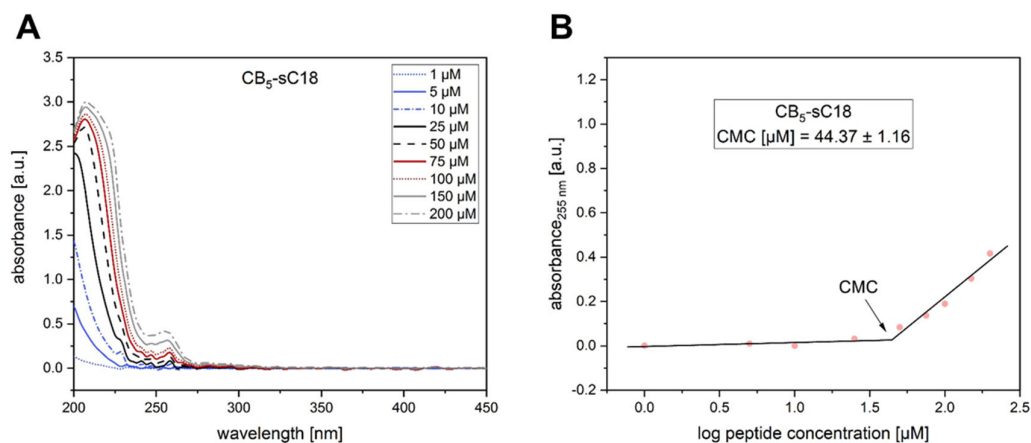 A
CB₅-sC18
1 µM
5 µM
10 µM
25 µM
50 µM
75 µM
100 µM
150 µM
200 µM
absorbance [a.u.]
3.5
3.0
2.5
2.0
1.5
1.0
0.5
0.0
200 250 300 350 400 450
wavelength [nm]
B
CB₅-sC18
CMC [µM] = 44.37 ± 1.16
CMC
absorbance₂₅₅ ₙₘ [a.u.]
1.2
1.0
0.8
0.6
0.4
0.2
0.0
-0.2
0.0 0.5 1.0 1.5 2.0 2.5
log peptide concentration [µM]